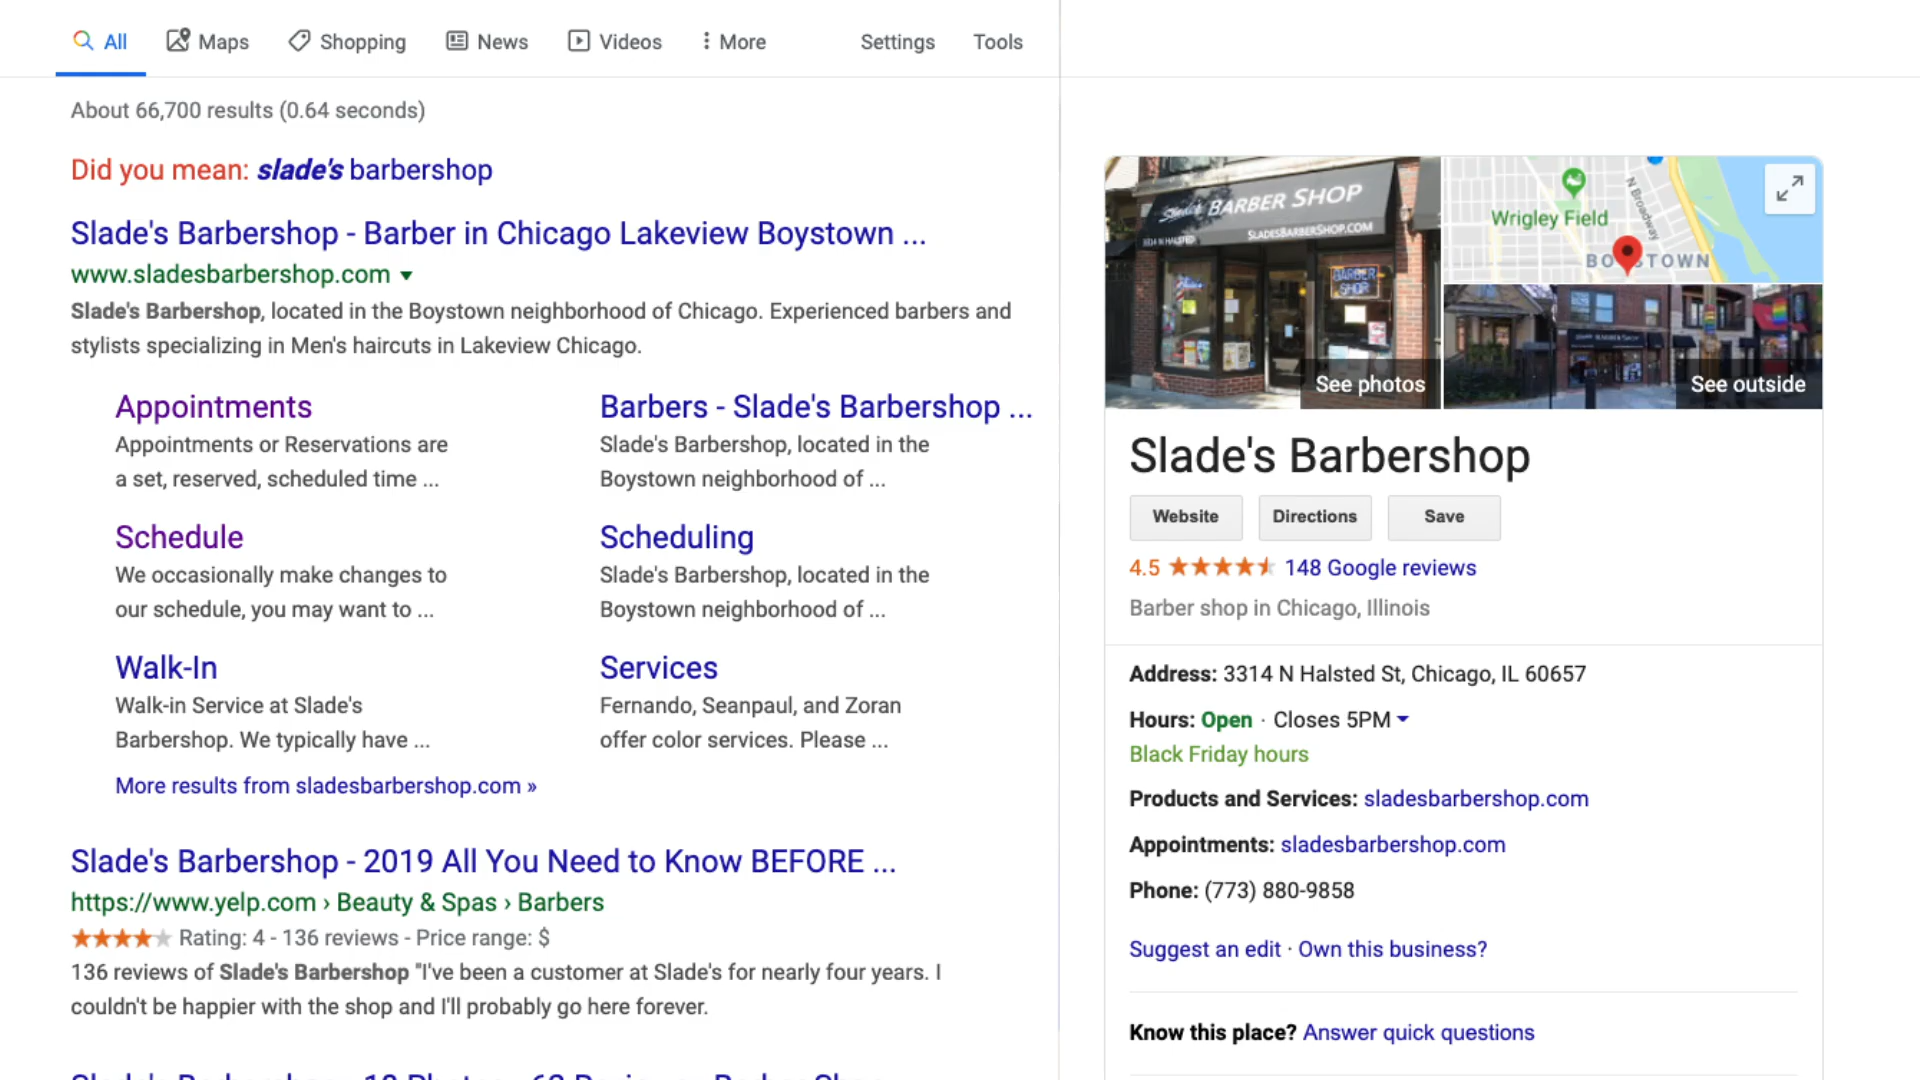 All Maps Shopping News Videos More Settings Tools
About 66,700 results (0.64 seconds)
Did you mean: slade's barbershop
Slade's Barbershop - Barber in Chicago Lakeview Boystown ...
www.sladesbarbershop.com
Slade's Barbershop, located in the Boystown neighborhood of Chicago. Experienced barbers and
stylists specializing in Men's haircuts in Lakeview Chicago.
Appointments
Appointments or Reservations are
a set, reserved, scheduled time ...
Barbers - Slade's Barbershop ...
Slade's Barbershop, located in the
Boystown neighborhood of ...
Schedule
We occasionally make changes to
our schedule, you may want to ...
Scheduling
Slade's Barbershop, located in the
Boystown neighborhood of ...
Walk-In
Walk-in Service at Slade's
Barbershop. We typically have ...
Services
Fernando, Seanpaul, and Zoran
offer color services. Please ...
More results from sladesbarbershop.com »
Slade's Barbershop - 2019 All You Need to Know BEFORE ...
https://www.yelp.com › Beauty & Spas › Barbers
Rating: 4 - 136 reviews - Price range: $
136 reviews of Slade's Barbershop "I've been a customer at Slade's for nearly four years. I
couldn't be happier with the shop and I'll probably go here forever.
Slade's BARBER SHOP
3314 N HALSTED SLADESBARBERSHOP.COM
BARBER
SHOP
See photos
N Broadway
Wrigley Field
BO TOWN
See outside
Slade's Barbershop
Website Directions Save
4.5 148 Google reviews
Barber shop in Chicago, Illinois
Address: 3314 N Halsted St, Chicago, IL 60657
Hours: Open · Closes 5PM
Black Friday hours
Products and Services: sladesbarbershop.com
Appointments: sladesbarbershop.com
Phone: (773) 880-9858
Suggest an edit · Own this business?
Know this place? Answer quick questions